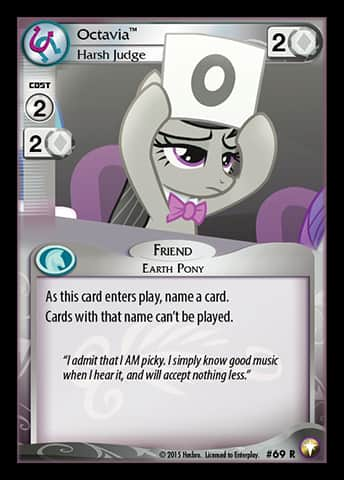 Octavia™
2
Harsh Judge
COST
2
2
0
FRIEND
EARTH PONY
As this card enters play, name a card.
Cards with that name can't be played.
"I admit that I AM picky. I simply know good music
when I hear it, and will accept nothing less."
© 2015 Hasbro. Licensed to Enterplay. #69 R